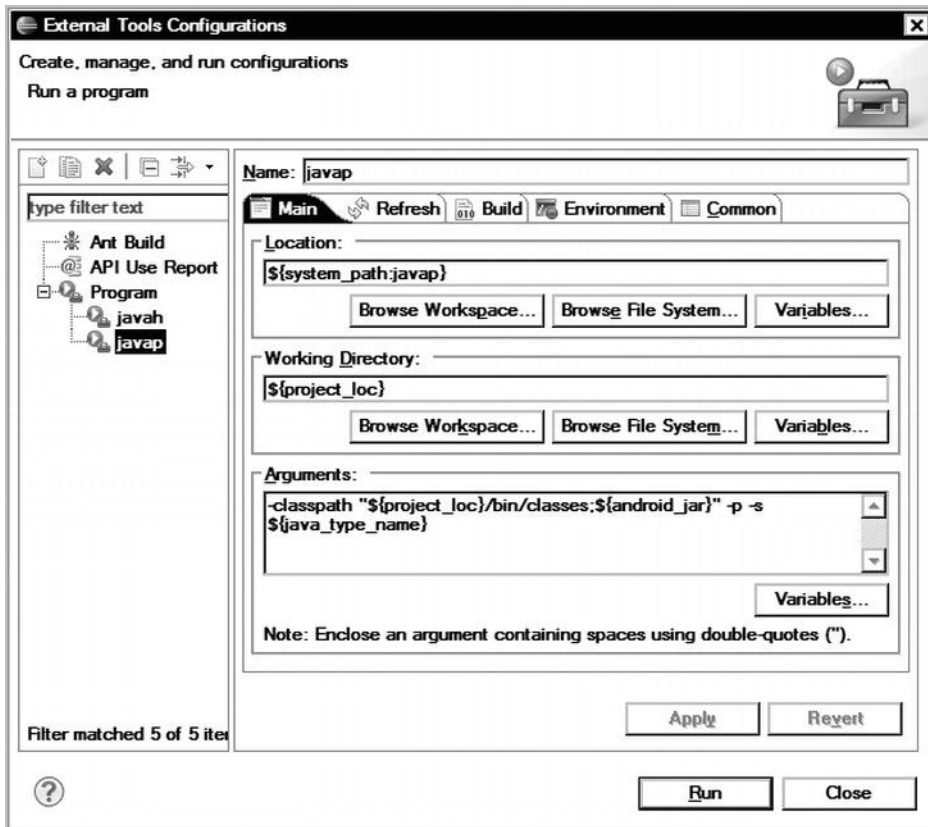 External Tools Configurations
Create, manage, and run configurations
Run a program
type filter text
Ant Build
API Use Report
Program
javah
javap
Filter matched 5 of 5 iter
Name: javap
Main Refresh Build Environment Common
Location:
${system_path:javap}
Browse Workspace... Browse File System... Variables...
Working Directory:
${project_loc}
Browse Workspace... Browse File System... Variables...
Arguments:
-classpath "${project_loc}/bin/classes;${android_jar}" -p -s
${java_type_name}
Variables...
Note: Enclose an argument containing spaces using double-quotes (").
Apply Revert
Run Close